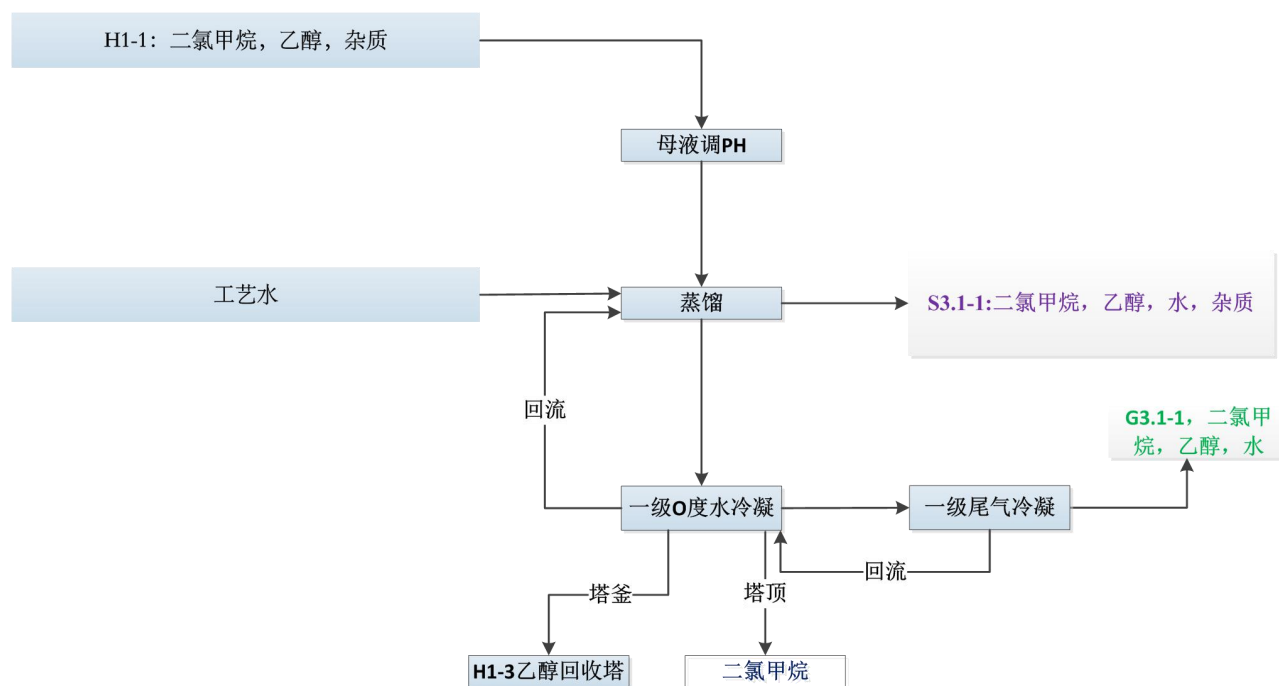 H1-1：二氯甲烷，乙醇，杂质
母液调PH
工艺水
蒸馏
S3.1-1:二氯甲烷，乙醇，水，杂质
回流
G3.1-1，二氯甲
烷，乙醇，水
一级O度水冷凝
一级尾气冷凝
回流
塔釜
塔顶
H1-3乙醇回收塔
二氯甲烷